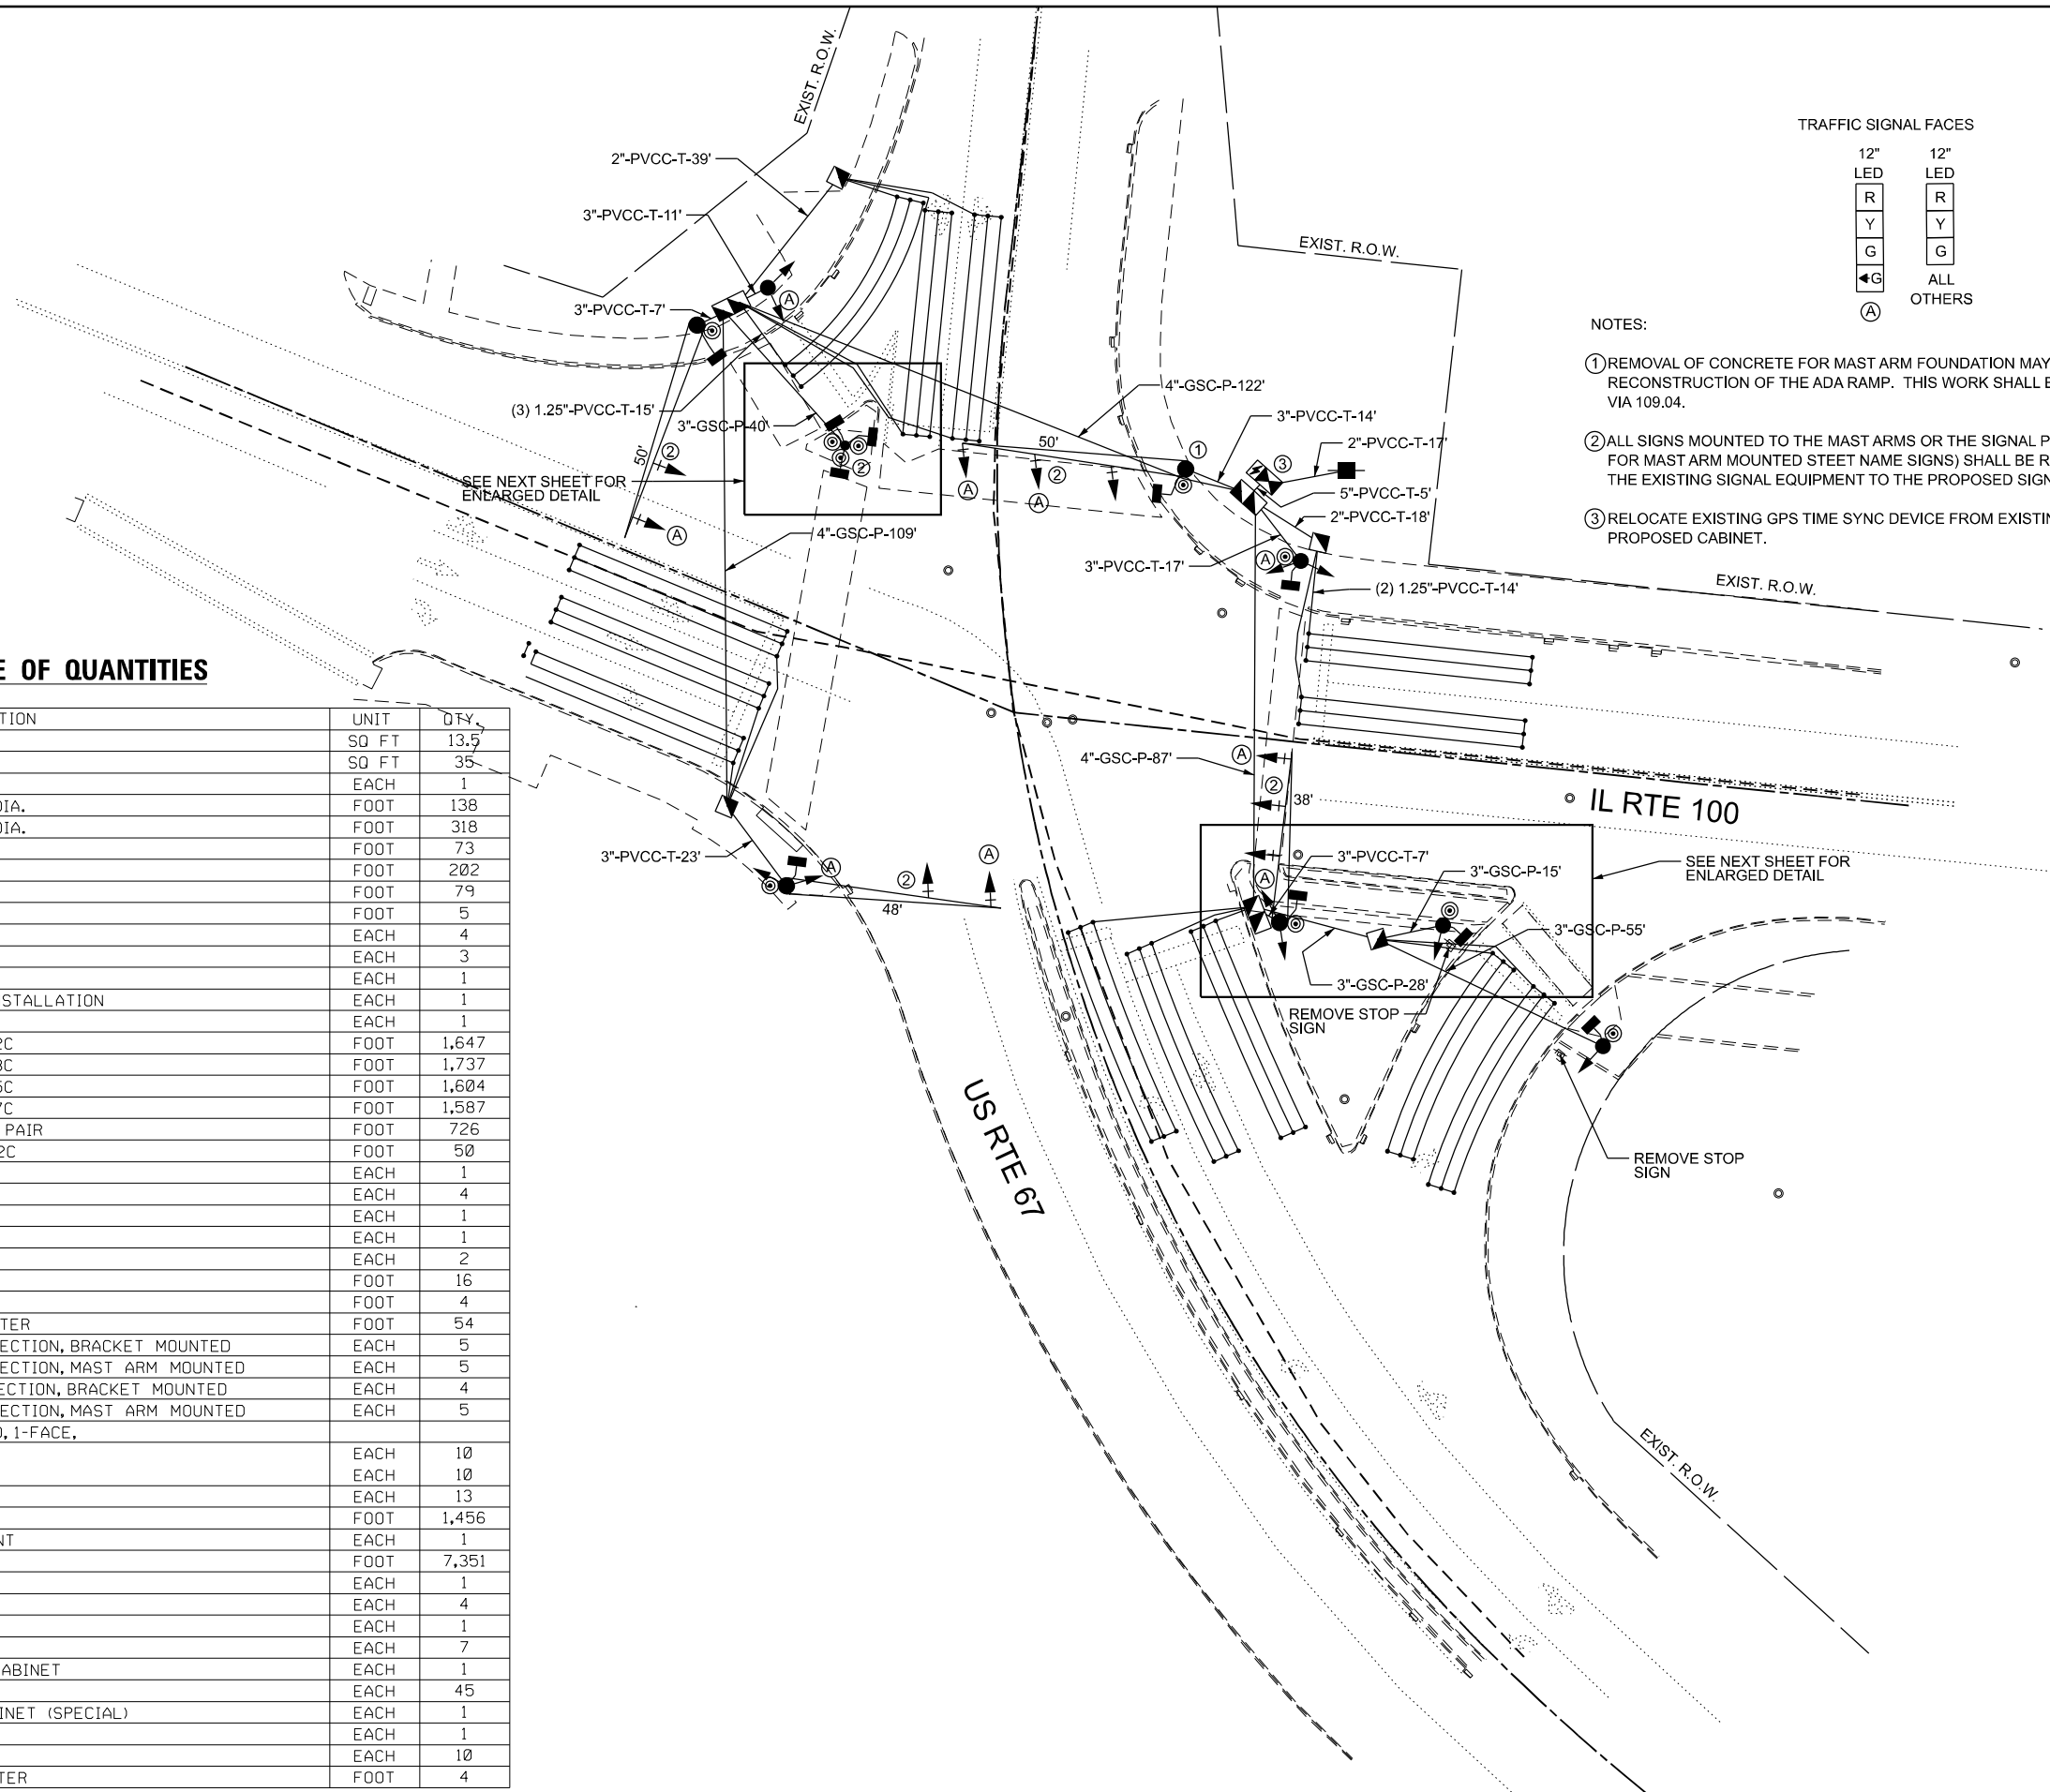 EXIST. R.O.W.
2"-PVCC-T-39'
3"-PVCC-T-11'
3"-PVCC-T-7'
(3) 1.25"-PVCC-T-15'
3"-GSC-P-40'
50'
2
A
A
SEE NEXT SHEET FOR
ENLARGED DETAIL
2
4"-GSC-P-109'
4"-GSC-P-122'
50'
A
2
A
1
3"-PVCC-T-14'
2"-PVCC-T-17'
3
5"-PVCC-T-5'
2"-PVCC-T-18'
3"-PVCC-T-17'
A
(2) 1.25"-PVCC-T-14'
EXIST. R.O.W.
EXIST. R.O.W.
TRAFFIC SIGNAL FACES
12" 12"
LED LED
R R
Y Y
G G
G ALL
OTHERS
A
NOTES:
1 REMOVAL OF CONCRETE FOR MAST ARM FOUNDATION MAY
RECONSTRUCTION OF THE ADA RAMP. THIS WORK SHALL
VIA 109.04.
2 ALL SIGNS MOUNTED TO THE MAST ARMS OR THE SIGNAL
FOR MAST ARM MOUNTED STEET NAME SIGNS) SHALL BE
THE EXISTING SIGNAL EQUIPMENT TO THE PROPOSED
3 RELOCATE EXISTING GPS TIME SYNC DEVICE FROM
PROPOSED CABINET.
4"-GSC-P-87'
A
2
38'
IL RTE 100
3"-PVCC-T-7'
A
3"-GSC-P-15'
SEE NEXT SHEET FOR
ENLARGED DETAIL
3"-GSC-P-55'
3"-GSC-P-28'
REMOVE STOP
SIGN
REMOVE STOP
SIGN
3"-PVCC-T-23'
A
2
A
48'
US RTE 67
EXIST. R.O.W.
E OF QUANTITIES
TION UNIT QTY.
SQ FT 13.5
SQ FT 35
EACH 1
DIA. FOOT 138
DIA. FOOT 318
FOOT 73
FOOT 202
FOOT 79
FOOT 5
EACH 4
EACH 3
EACH 1
STALLATION EACH 1
EACH 1
2C FOOT 1,647
3C FOOT 1,737
5C FOOT 1,604
7C FOOT 1,587
PAIR FOOT 726
2C FOOT 50
EACH 1
EACH 4
EACH 1
EACH 1
EACH 2
FOOT 16
FOOT 4
TER FOOT 54
ECTION, BRACKET MOUNTED EACH 5
ECTION, MAST ARM MOUNTED EACH 5
ECTION, BRACKET MOUNTED EACH 4
ECTION, MAST ARM MOUNTED EACH 5
D, 1-FACE,
EACH 10
EACH 10
EACH 13
FOOT 1,456
NT EACH 1
FOOT 7,351
EACH 1
EACH 4
EACH 1
EACH 7
ABINET EACH 1
EACH 45
INET (SPECIAL) EACH 1
EACH 1
EACH 10
TER FOOT 4